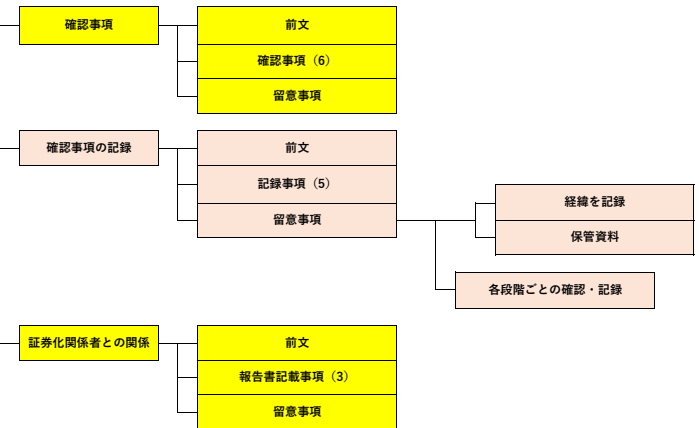 確認事項
前文
確認事項（6）
留意事項
確認事項の記録
前文
記録事項（5）
留意事項
経緯を記録
保管資料
各段階ごとの確認・記録
証券化関係者との関係
前文
報告書記載事項（3）
留意事項